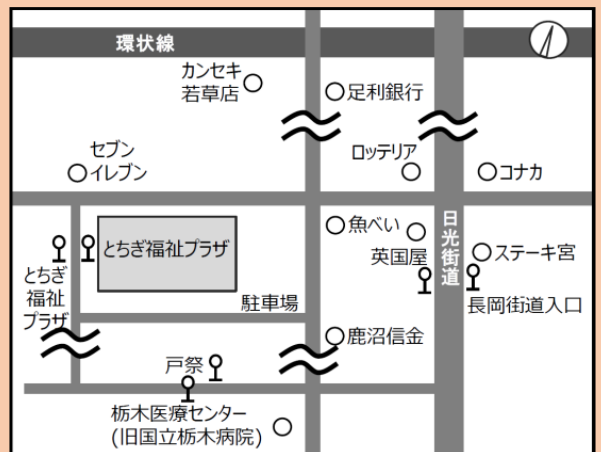 環状線
カンセキ
若草店
足利銀行
セブン
イレブン
ロッテリア
コナカ
とちぎ福祉プラザ
魚べい
英国屋
日光街道
ステーキ宮
とちぎ
福祉
プラザ
駐車場
長岡街道入口
鹿沼信金
戸祭
栃木医療センター
(旧国立栃木病院)